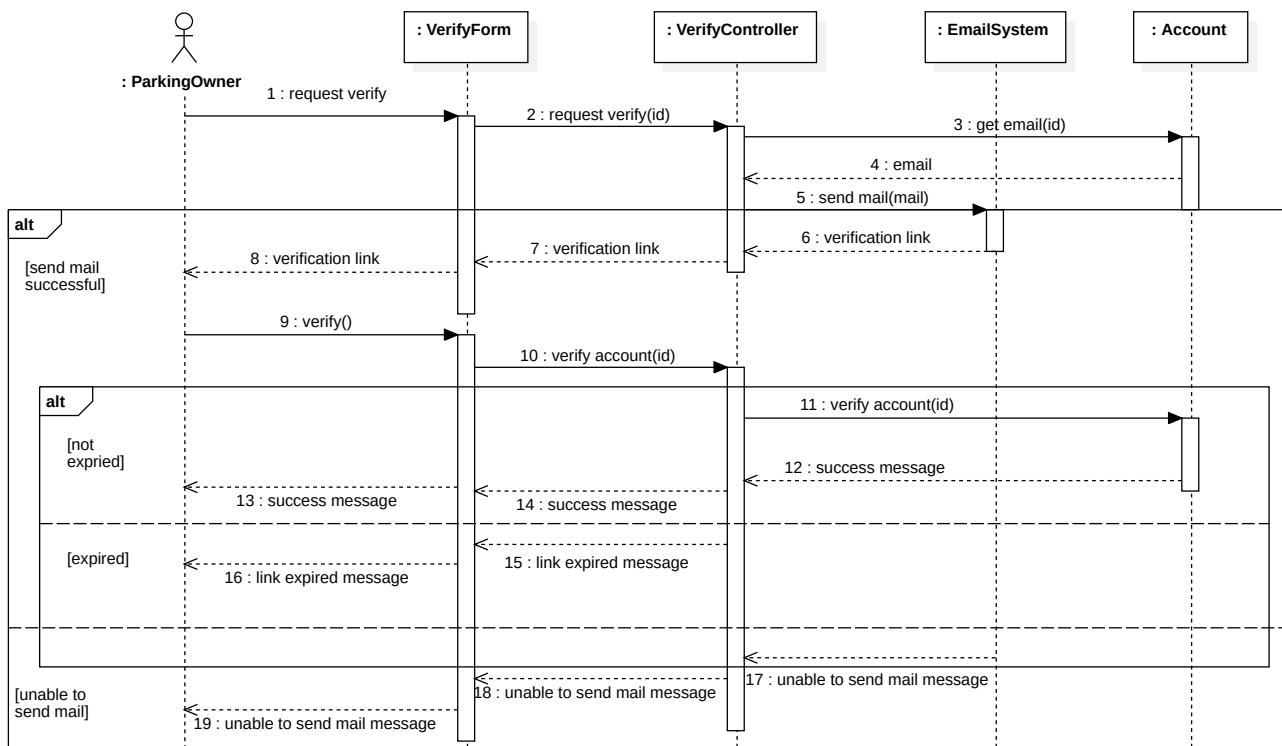 : VerifyForm
: VerifyController
: EmailSystem
: Account
: ParkingOwner
1 : request verify
2 : request verify(id)
3 : get email(id)
4 : email
5 : send mail(mail)
alt
6 : verification link
7 : verification link
8 : verification link
[send mail
successful]
9 : verify()
10 : verify account(id)
alt
11 : verify account(id)
[not
expried]
12 : success message
13 : success message
14 : success message
[expired]
15 : link expired message
16 : link expired message
17 : unable to send mail message
18 : unable to send mail message
[unable to
send mail]
19 : unable to send mail message